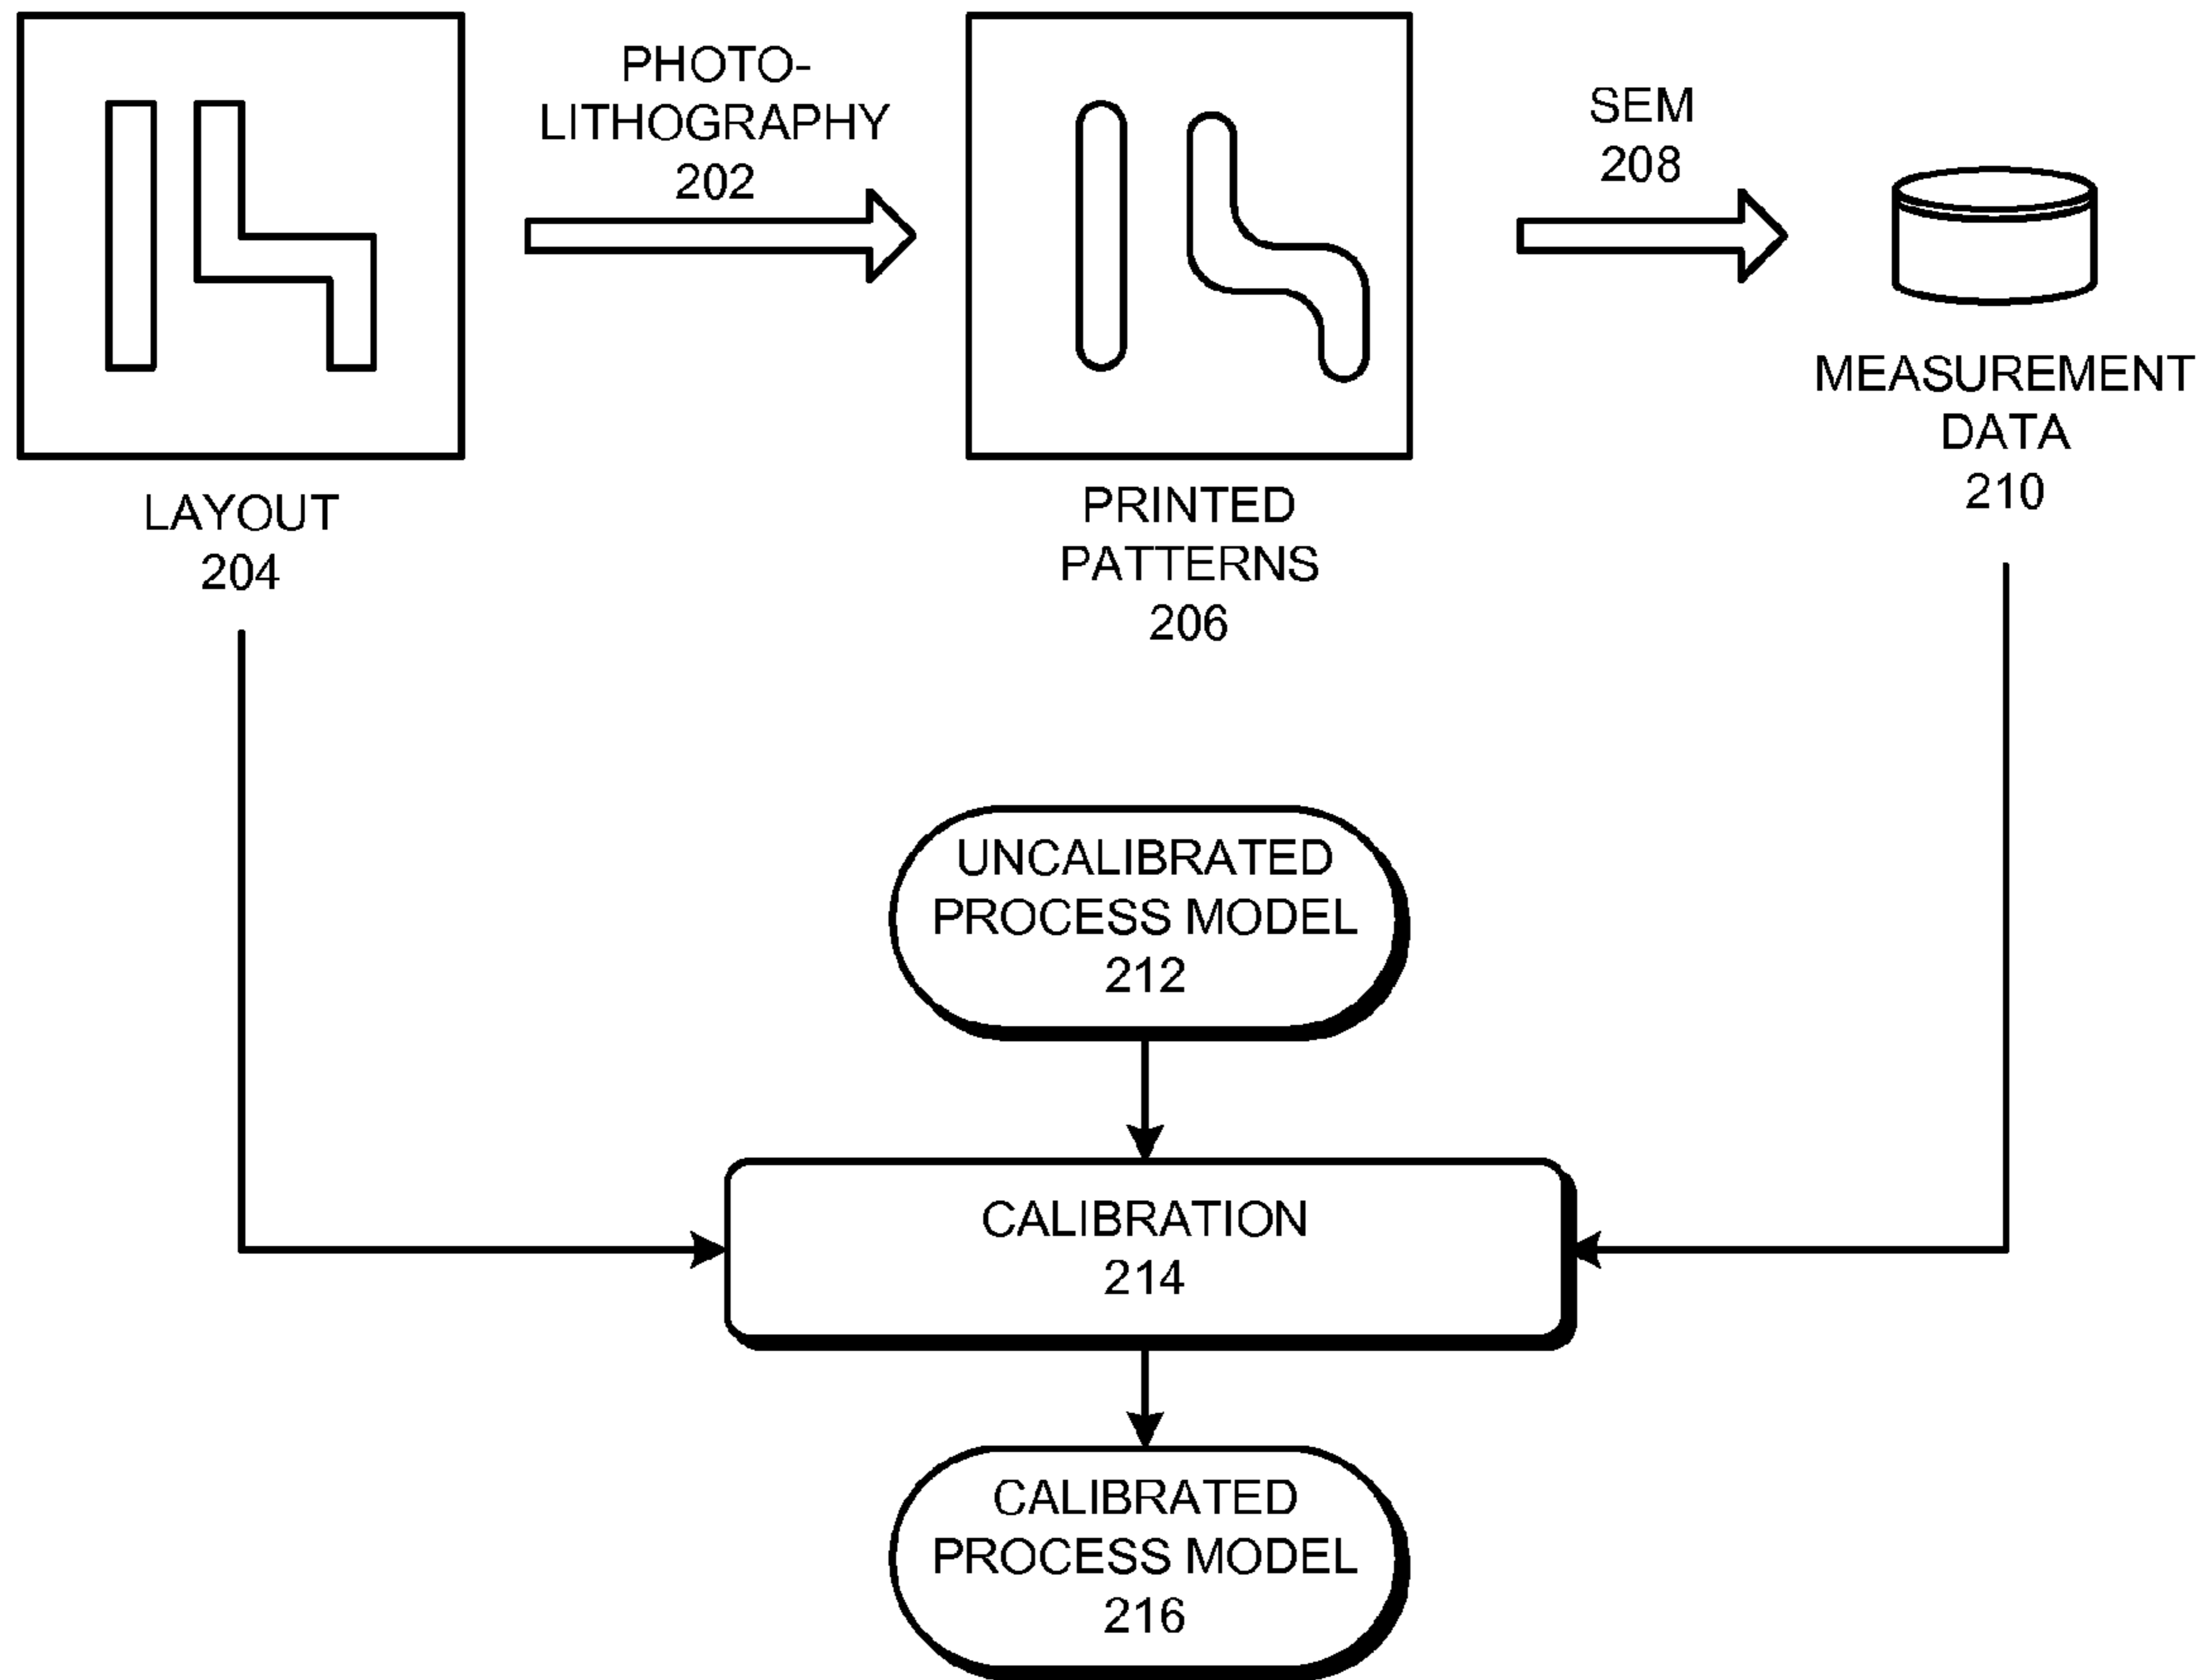 PHOTO-
LITHOGRAPHY
202
SEM
208
LAYOUT
204
PRINTED
PATTERNS
206
MEASUREMENT
DATA
210
UNCALIBRATED
PROCESS MODEL
212
CALIBRATION
214
CALIBRATED
PROCESS MODEL
216